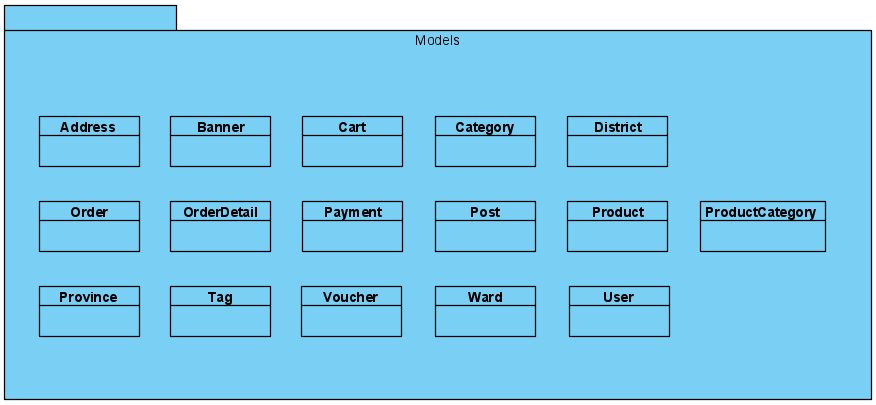 Models
Address
Banner
Cart
Category
District
Order
OrderDetail
Payment
Post
Product
ProductCategory
Province
Tag
Voucher
Ward
User